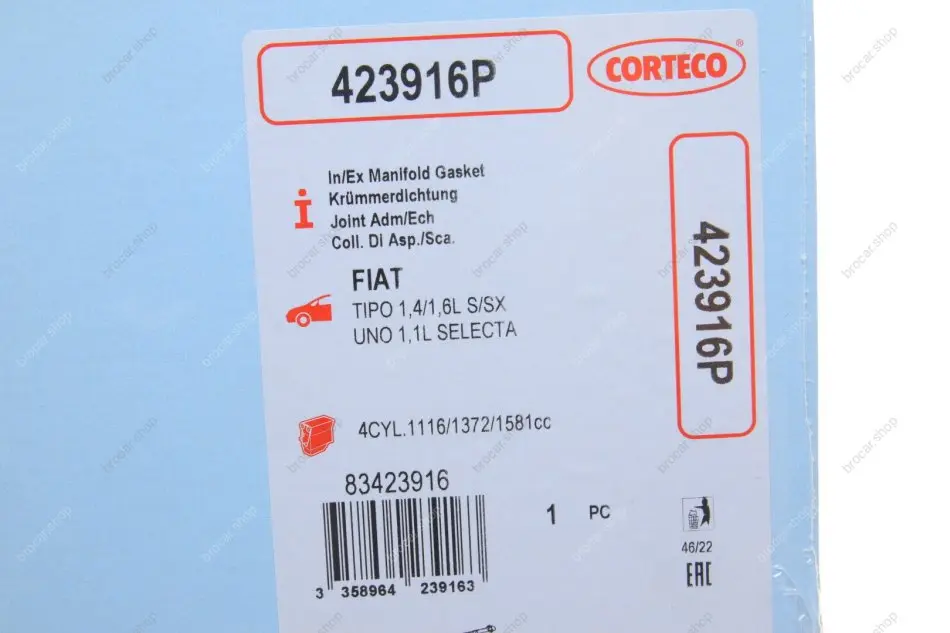 423916P
CORTECO®
In/Ex Manifold Gasket
Krümmerdichtung
Joint Adm/Ech
Coll. Di Asp./Sca.
FIAT
TIPO 1,4/1,6L S/SX
UNO 1,1L SELECTA
423916P
4CYL.1116/1372/1581cc
83423916
1 PC
3 358964 239163
46/22
EAC
brocar.shop